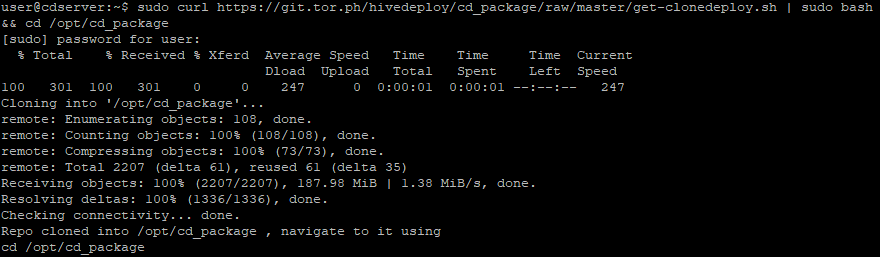 user@cdserver:~$ sudo curl https://git.tor.ph/hivedeploy/cd_package/raw/master/get-clonedeploy.sh | sudo bash
&& cd /opt/cd_package
[sudo] password for user:
  % Total    % Received % Xferd  Average Speed   Time    Time     Time  Current
                                 Dload  Upload   Total   Spent    Left  Speed
100   301  100   301    0     0    247      0  0:00:01  0:00:01 --:--:--   247
Cloning into '/opt/cd_package'...
remote: Enumerating objects: 108, done.
remote: Counting objects: 100% (108/108), done.
remote: Compressing objects: 100% (73/73), done.
remote: Total 2207 (delta 61), reused 61 (delta 35)
Receiving objects: 100% (2207/2207), 187.98 MiB | 1.38 MiB/s, done.
Resolving deltas: 100% (1336/1336), done.
Checking connectivity... done.
Repo cloned into /opt/cd_package , navigate to it using
cd /opt/cd_package